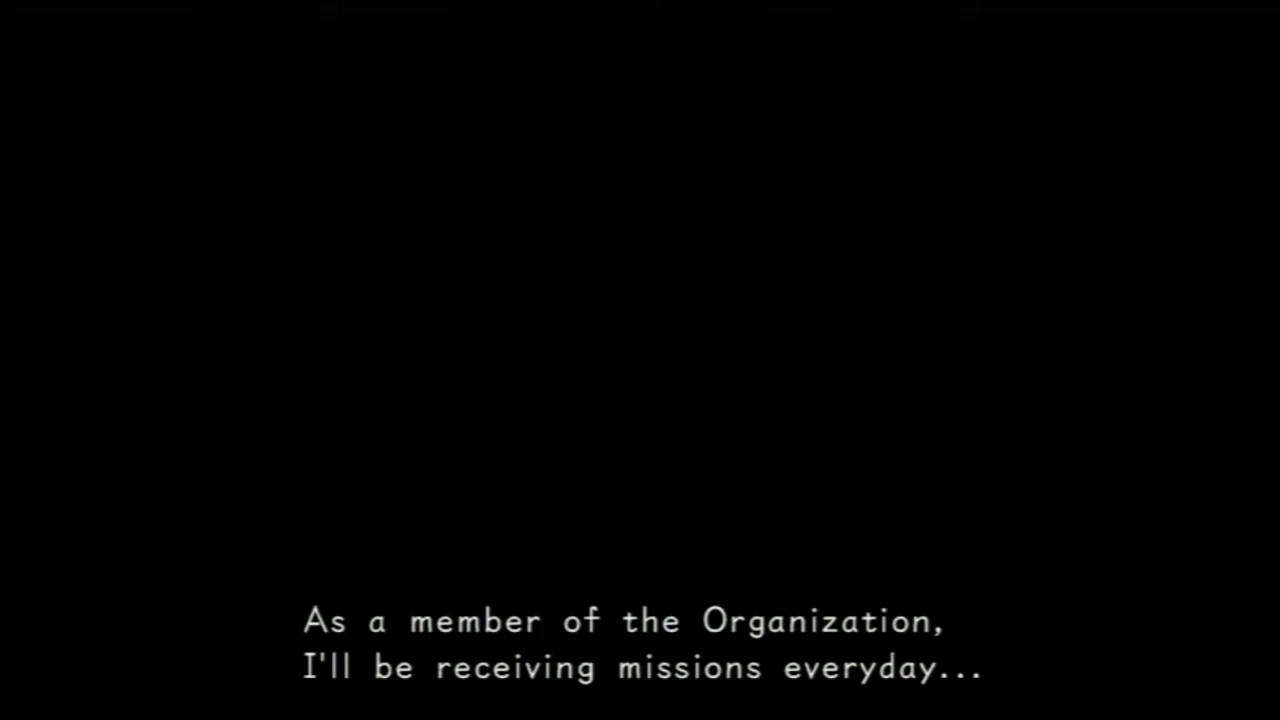 As a member of the Organization,
I'll be receiving missions everyday...